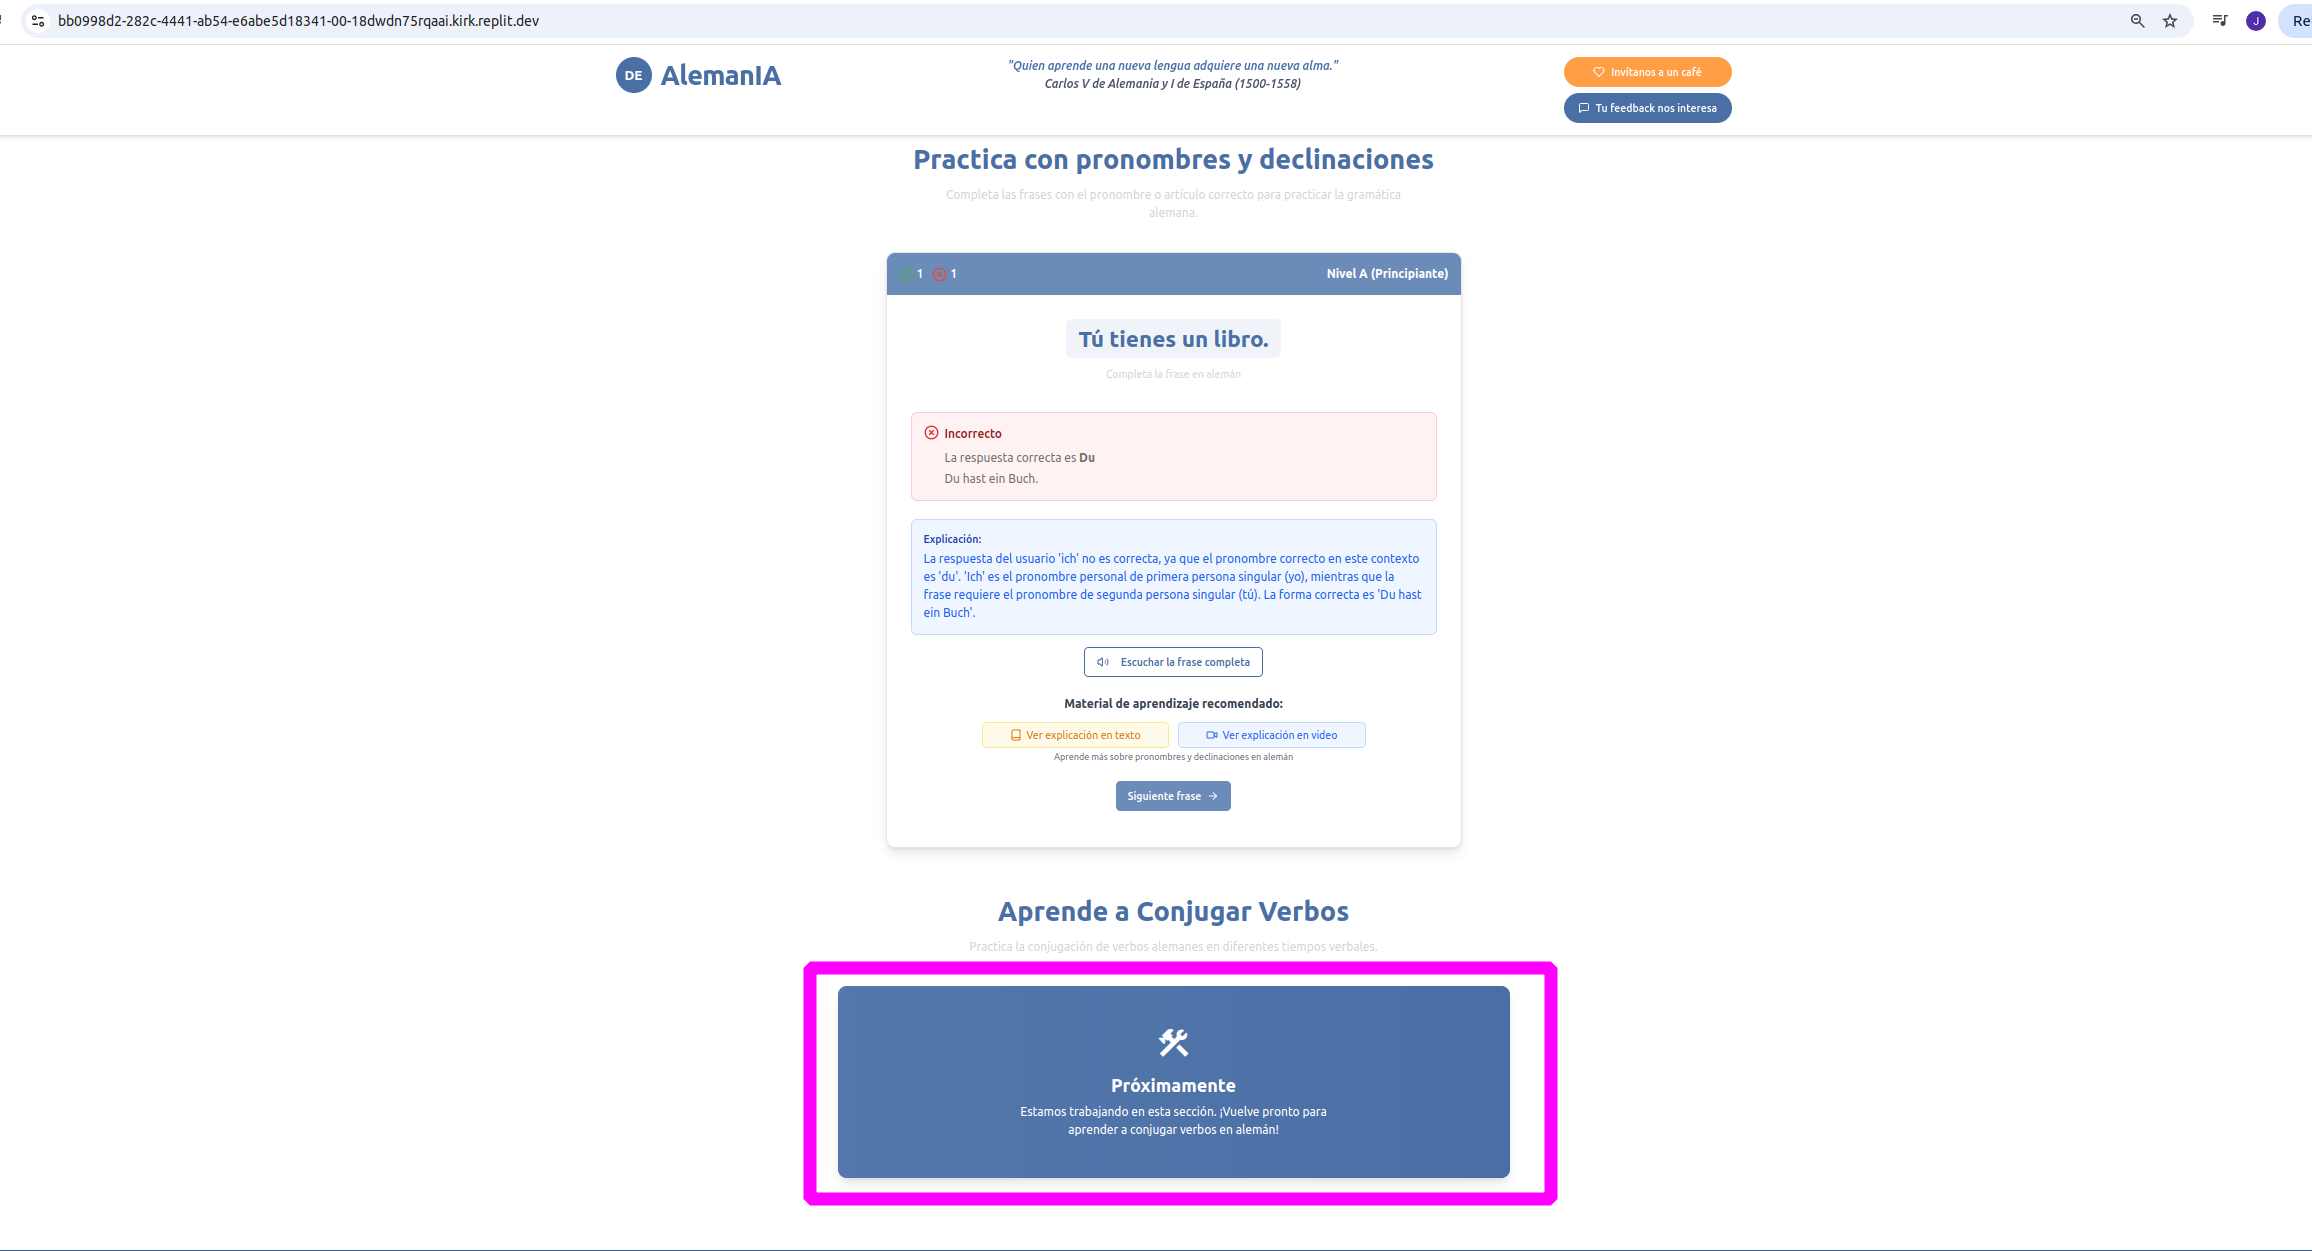 bb0998d2-282c-4441-ab54-e6abe5d18341-00-18dwdn75rqaai.kirk.replit.dev
J
Re
DE AlemanIA
"Quien aprende una nueva lengua adquiere una nueva alma."
Carlos V de Alemania y I de España (1500-1558)
Invítanos a un café
Tu feedback nos interesa
Practica con pronombres y declinaciones
Completa las frases con el pronombre o artículo correcto para practicar la gramática
alemana.
1 1 Nivel A (Principiante)
Tú tienes un libro.
Completa la frase en alemán
Incorrecto
La respuesta correcta es Du
Du hast ein Buch.
Explicación:
La respuesta del usuario 'ich' no es correcta, ya que el pronombre correcto en este contexto
es 'du'. 'Ich' es el pronombre personal de primera persona singular (yo), mientras que la
frase requiere el pronombre de segunda persona singular (tú). La forma correcta es 'Du hast
ein Buch'.
Escuchar la frase completa
Material de aprendizaje recomendado:
Ver explicación en texto
Ver explicación en video
Aprende más sobre pronombres y declinaciones en alemán
Siguiente frase →
Aprende a Conjugar Verbos
Practica la conjugación de verbos alemanes en diferentes tiempos verbales.
Próximamente
Estamos trabajando en esta sección. ¡Vuelve pronto para
aprender a conjugar verbos en alemán!